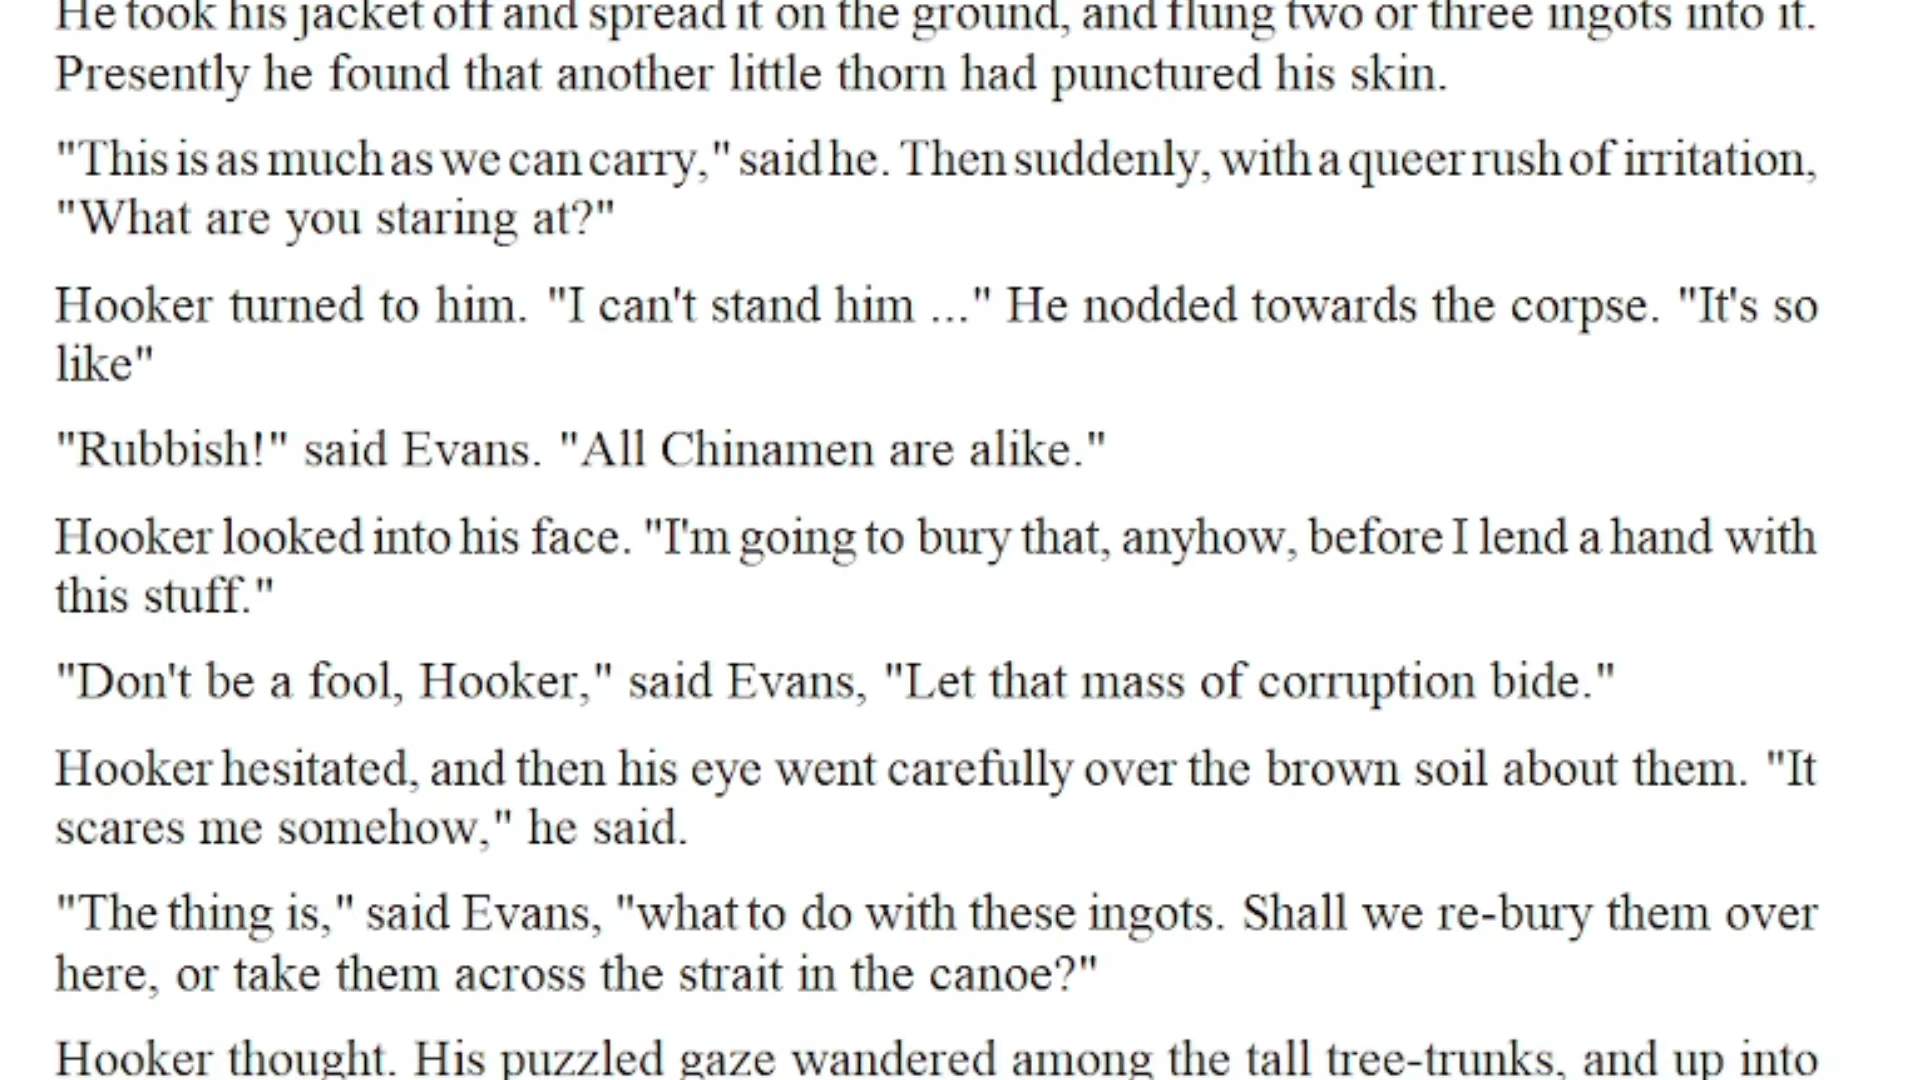 He took his jacket off and spread it on the ground, and flung two or three ingots into it.
Presently he found that another little thorn had punctured his skin.
"This is as much as we can carry," said he. Then suddenly, with a queer rush of irritation,
"What are you staring at?"
Hooker turned to him. "I can't stand him ..." He nodded towards the corpse. "It's so
like"
"Rubbish!" said Evans. "All Chinamen are alike."
Hooker looked into his face. "I'm going to bury that, anyhow, before I lend a hand with
this stuff."
"Don't be a fool, Hooker," said Evans, "Let that mass of corruption bide."
Hooker hesitated, and then his eye went carefully over the brown soil about them. "It
scares me somehow," he said.
"The thing is," said Evans, "what to do with these ingots. Shall we re-bury them over
here, or take them across the strait in the canoe?"
Hooker thought. His puzzled gaze wandered among the tall tree-trunks, and up into